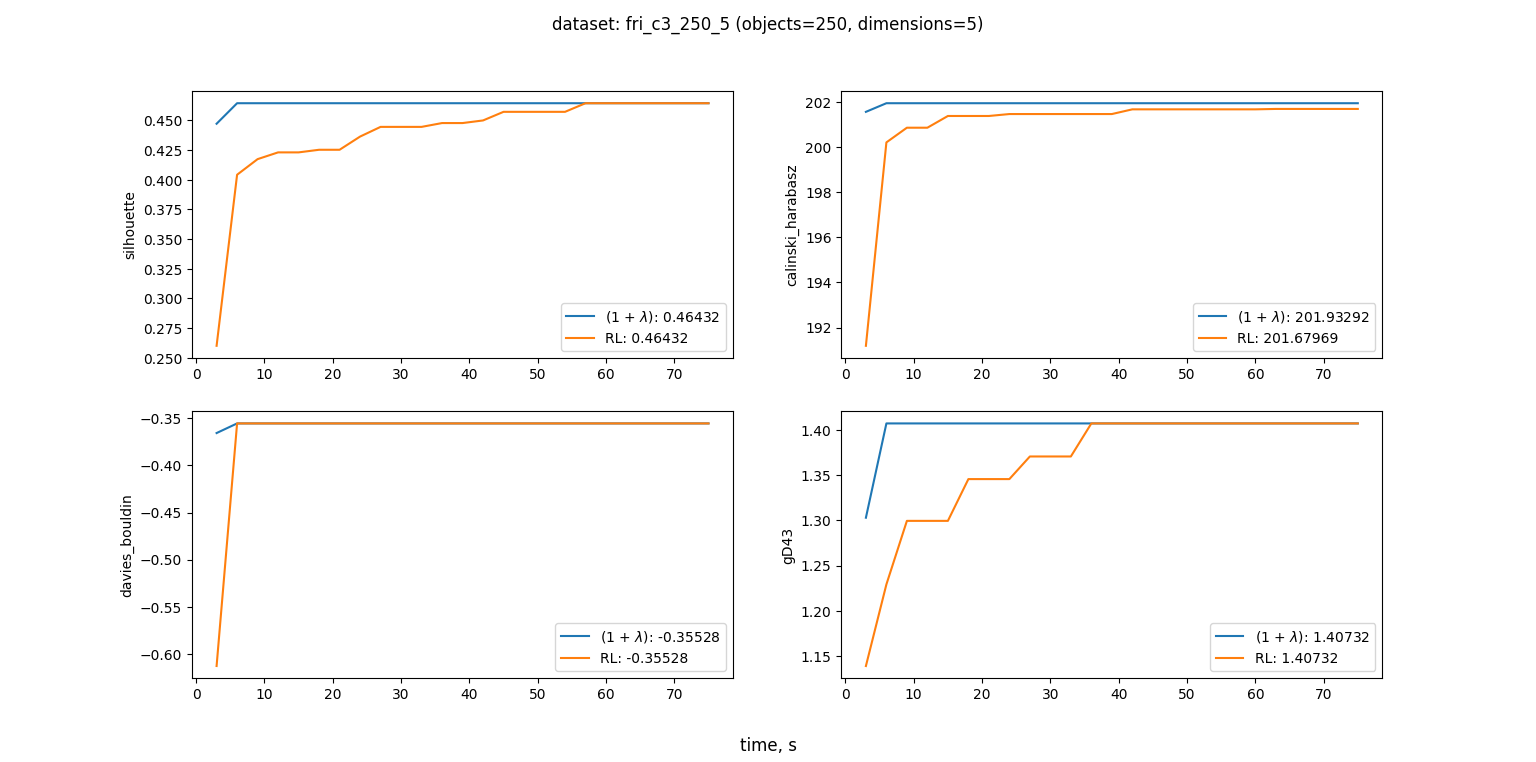 dataset: fri_c3_250_5 (objects=250, dimensions=5)
silhouette
0.450
0.425
0.400
0.375
0.350
0.325
0.300
0.275
0.250
0 10 20 30 40 50 60 70
(1 + λ): 0.46432
RL: 0.46432
calinski_harabasz
202
200
198
196
194
192
0 10 20 30 40 50 60 70
(1 + λ): 201.93292
RL: 201.67969
davies_bouldin
−0.35
−0.40
−0.45
−0.50
−0.55
−0.60
0 10 20 30 40 50 60 70
(1 + λ): -0.35528
RL: -0.35528
gD43
1.40
1.35
1.30
1.25
1.20
1.15
0 10 20 30 40 50 60 70
(1 + λ): 1.40732
RL: 1.40732
time, s